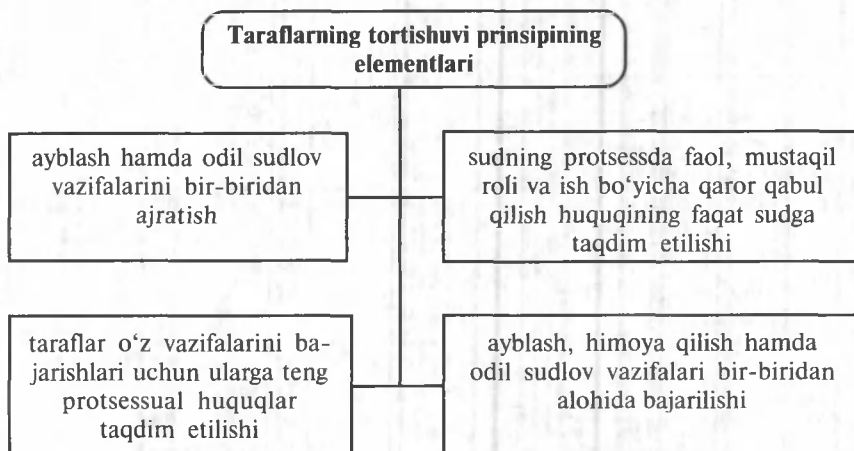 Taraflarning tortishuvi prinsipining
elementlari
ayblash hamda odil sudlov
vazifalarini bir-biridan
ajratish
sudning protsessda faol, mustaqil
roli va ish bo‘yicha qaror qabul
qilish huquqining faqat sudga
taqdim etilishi
taraflar o‘z vazifalarini ba-
jarishlari uchun ularga teng
protsessual huquqlar
taqdim etilishi
ayblash, himoya qilish hamda
odil sudlov vazifalari bir-biridan
alohida bajarilishi